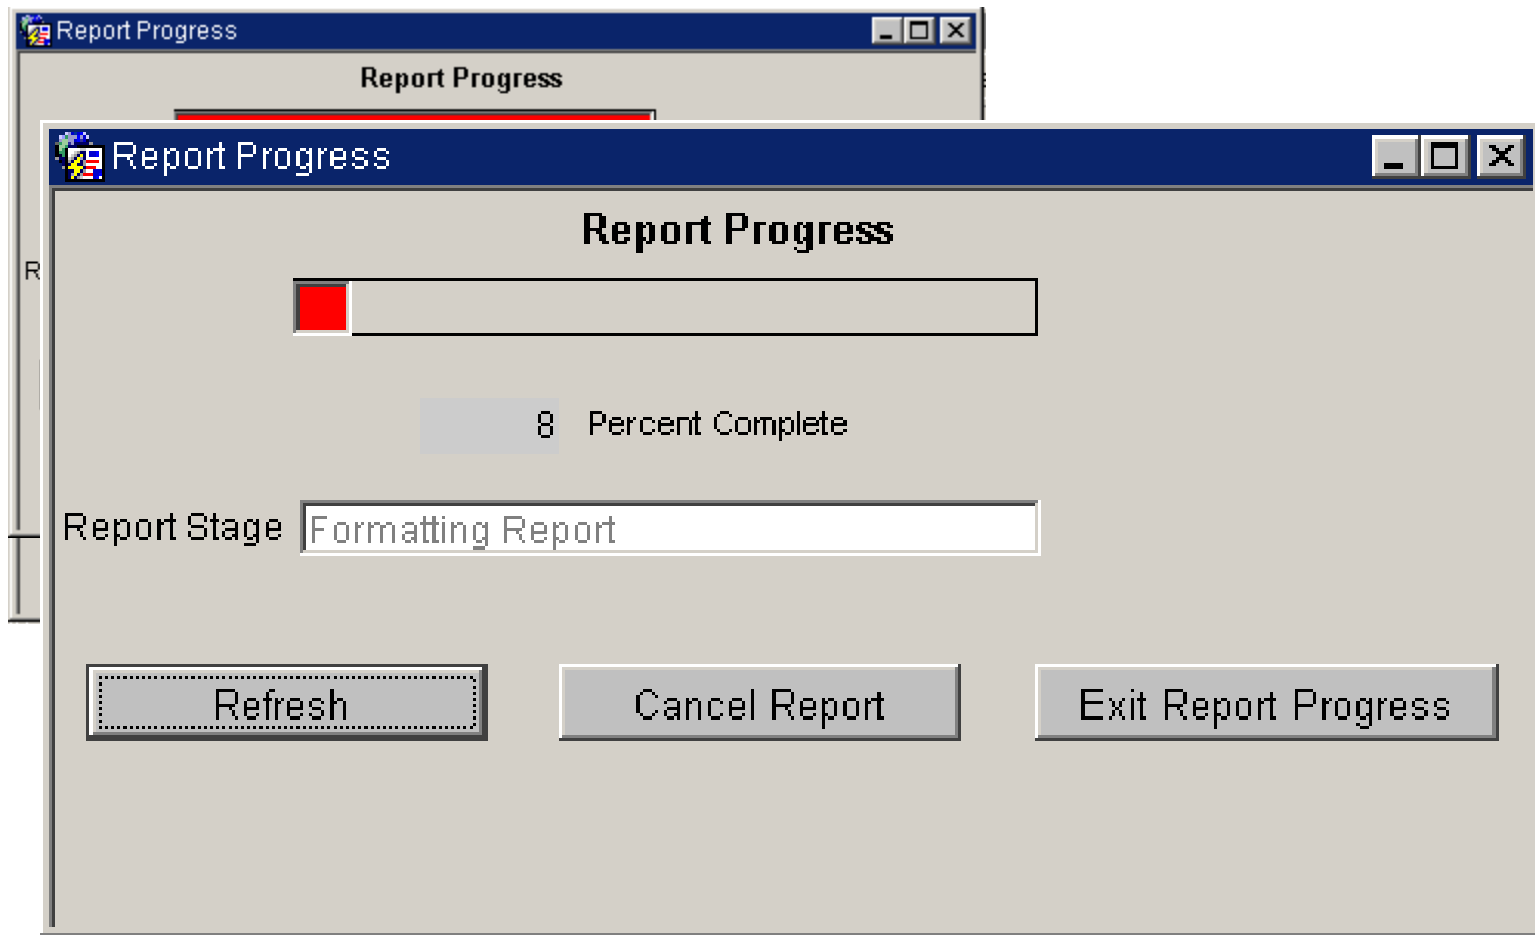 Report Progress
Report Progress
R
Report Progress
Report Progress
8 Percent Complete
Report Stage Formatting Report
Refresh Cancel Report Exit Report Progress